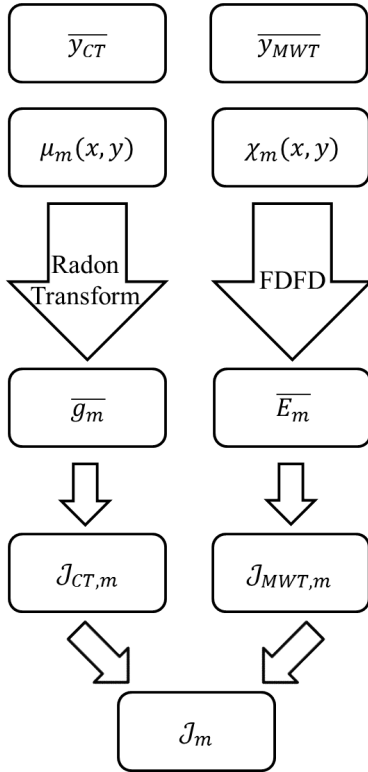 $\overline{y_{CT}}$ $\overline{y_{MWT}}$
$\mu_m(x, y)$ $\chi_m(x, y)$
Radon
Transform
FDFD
$\overline{g_m}$ $\overline{E_m}$
$\mathcal{J}_{CT,m}$ $\mathcal{J}_{MWT,m}$
$\mathcal{J}_m$